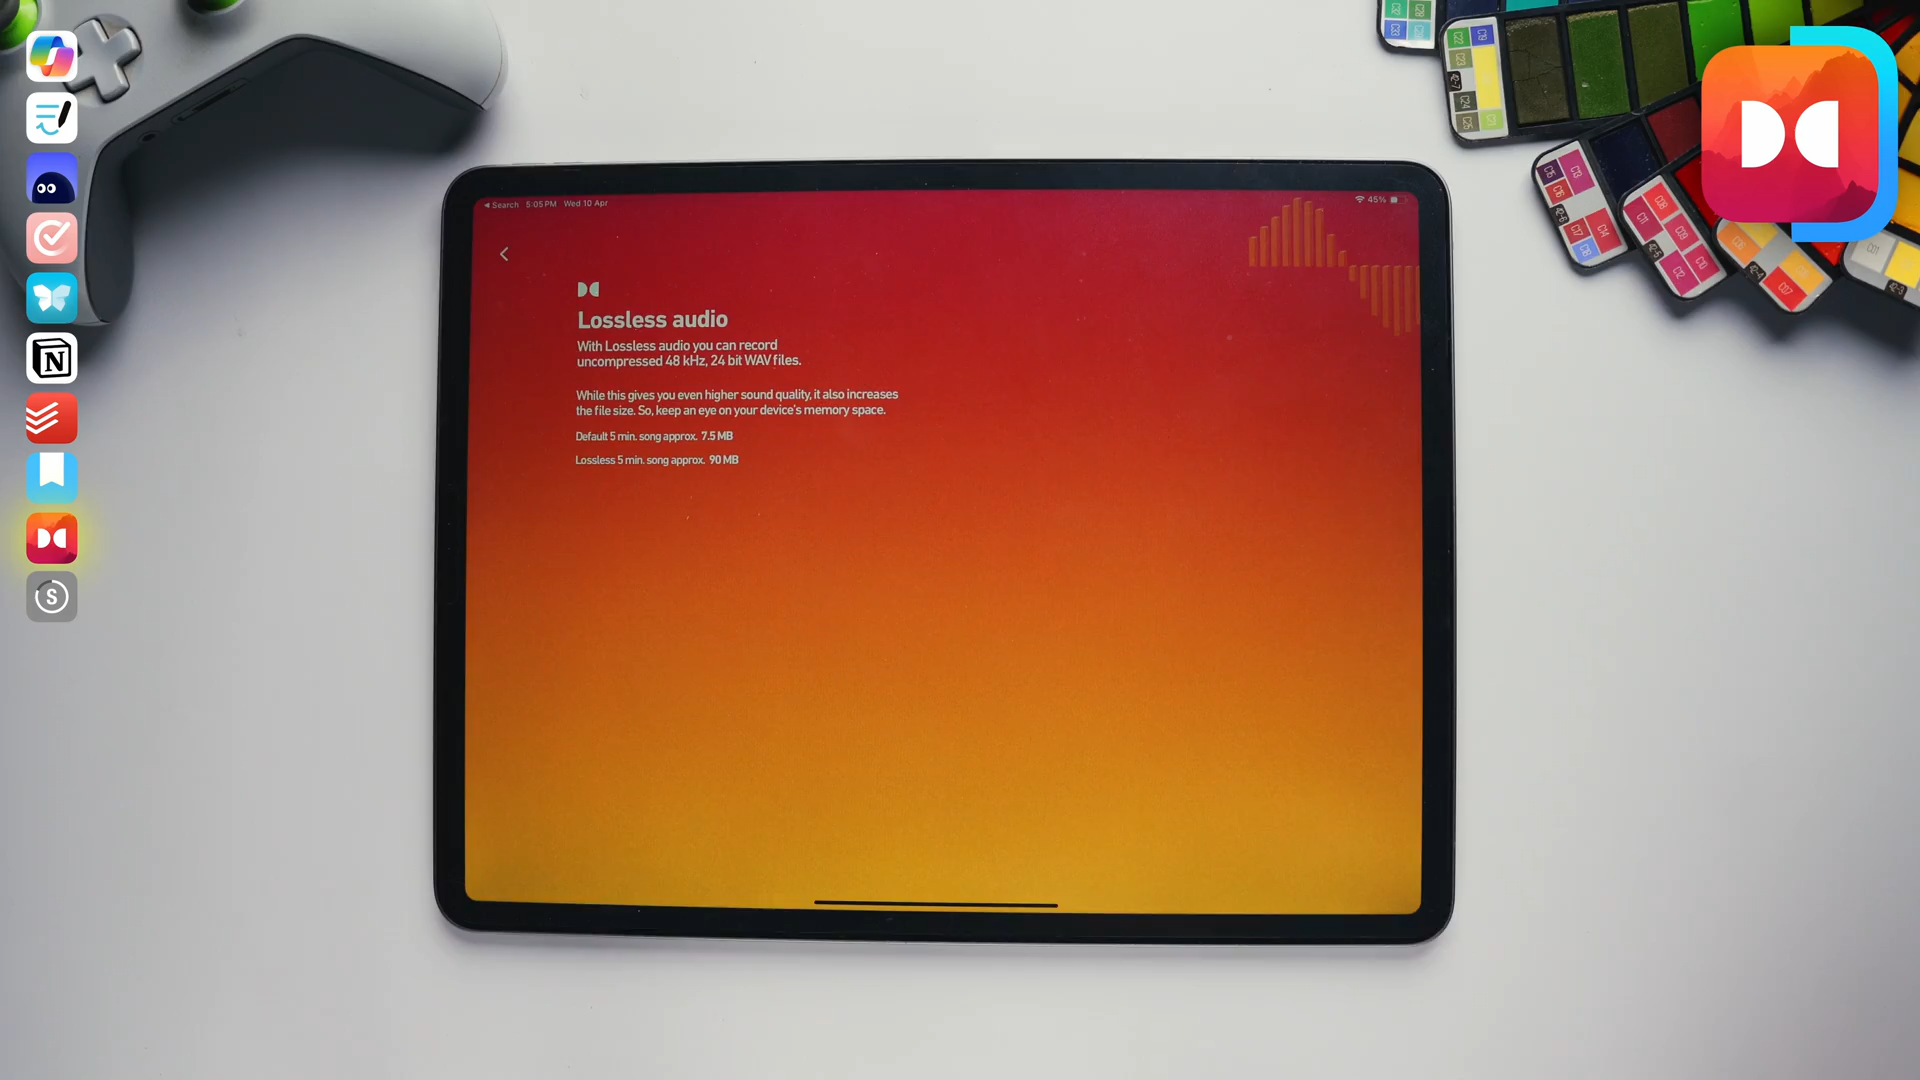 Search 5:05 PM Wed 10 Apr
45%
Lossless audio
With Lossless audio you can record
uncompressed 48 kHz, 24 bit WAV files.
While this gives you even higher sound quality, it also increases
the file size. So, keep an eye on your device's memory space.
Default 5 min. song approx. 7.5 MB
Lossless 5 min. song approx. 90 MB
N
S